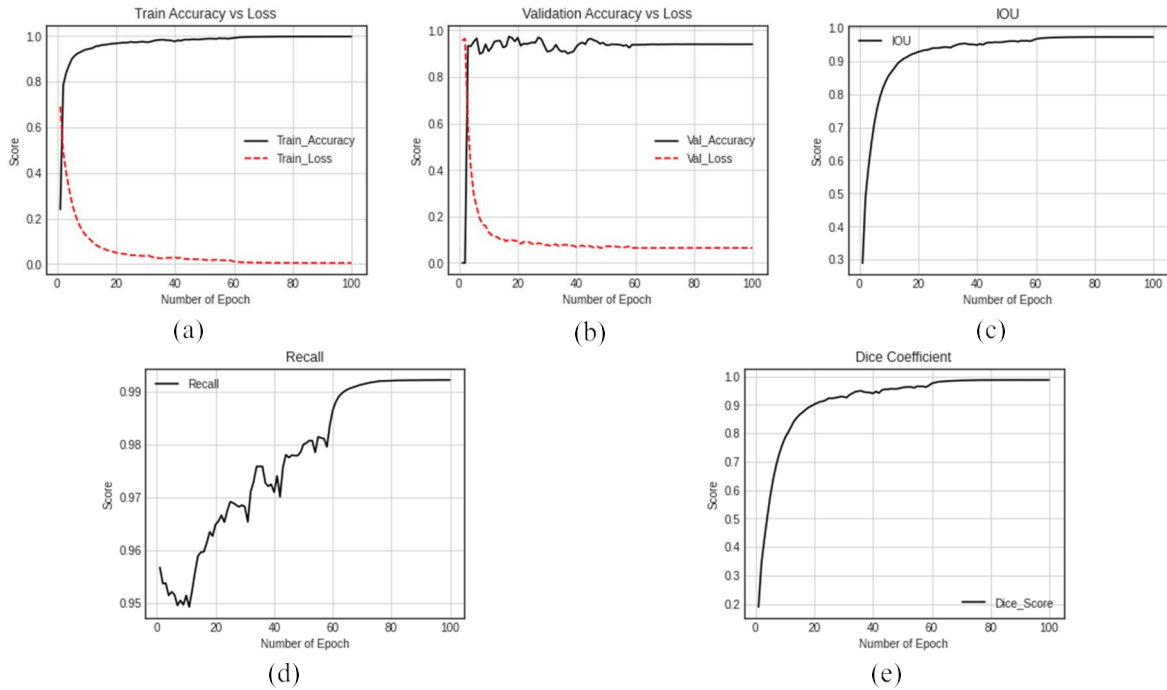 Train Accuracy vs Loss
1.0
0.8
0.6
0.4
0.2
0.0
Score
Train_Accuracy
Train_Loss
0 20 40 60 80 100
Number of Epoch
(a)
Validation Accuracy vs Loss
1.0
0.8
0.6
0.4
0.2
0.0
Score
Val_Accuracy
Val_Loss
0 20 40 60 80 100
Number of Epoch
(b)
IOU
1.0
0.9
0.8
0.7
0.6
0.5
0.4
0.3
Score
IOU
0 20 40 60 80 100
Number of Epoch
(c)
Recall
0.99
0.98
0.97
0.96
0.95
Score
Recall
0 20 40 60 80 100
Number of Epoch
(d)
Dice Coefficient
1.0
0.9
0.8
0.7
0.6
0.5
0.4
0.3
0.2
Score
Dice_Score
0 20 40 60 80 100
Number of Epoch
(e)